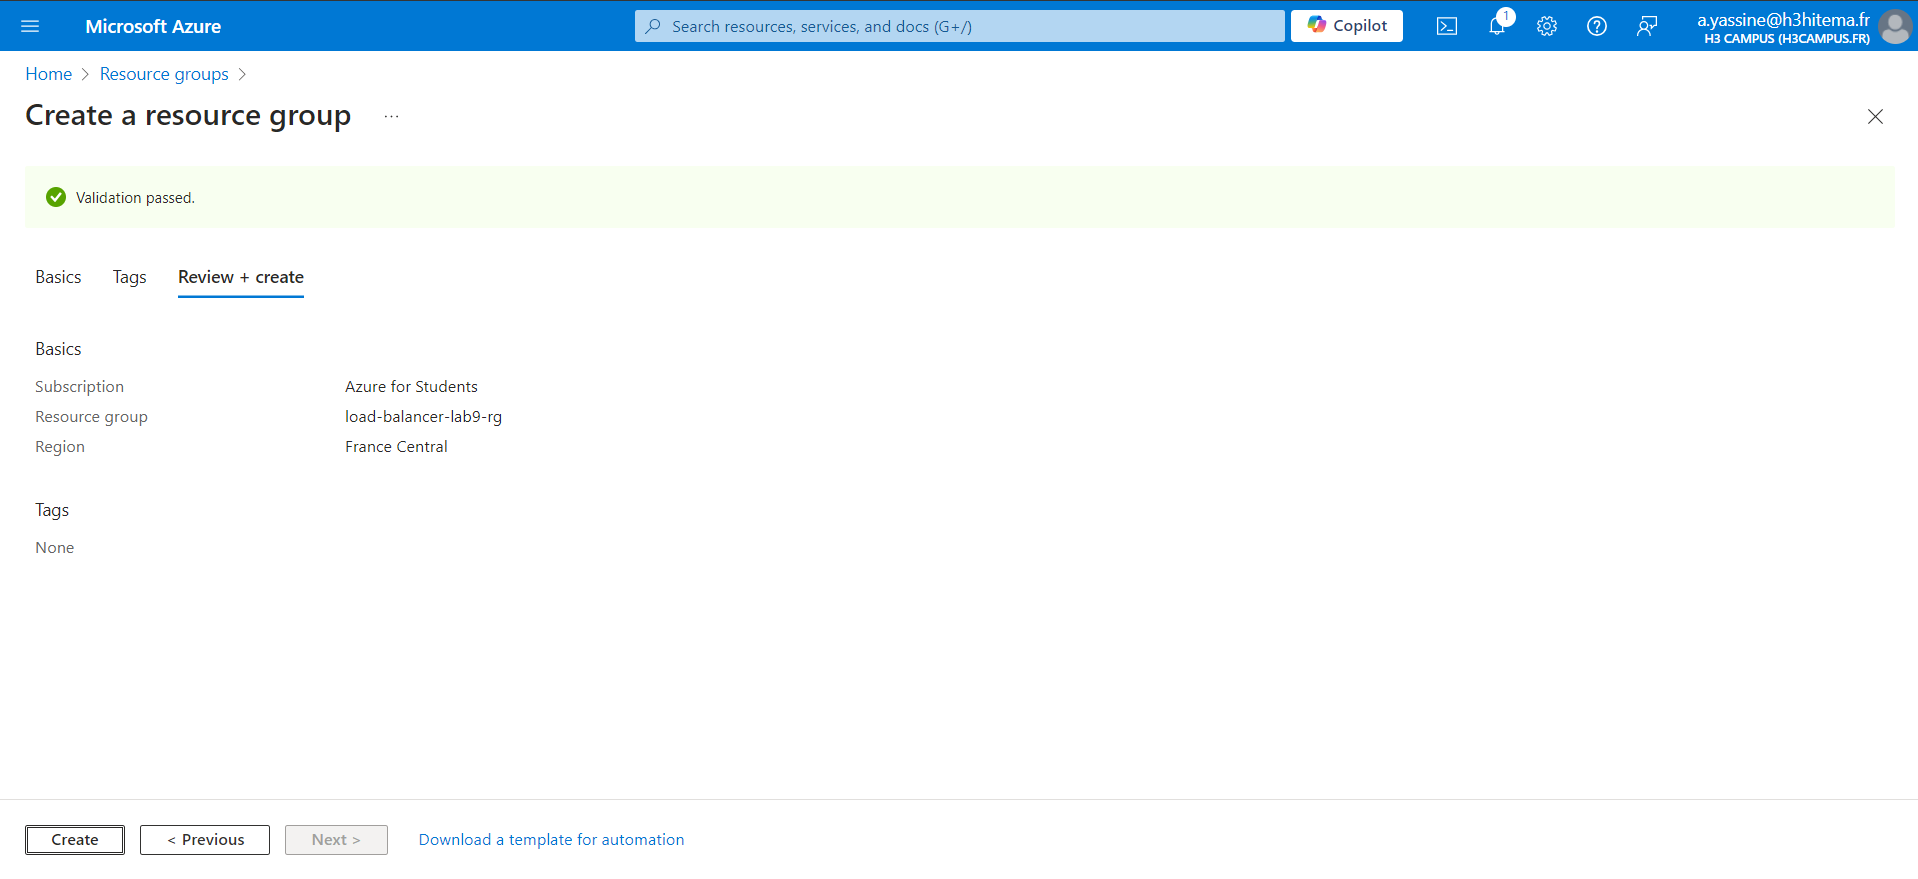 Microsoft Azure
Search resources, services, and docs (G+/)
Copilot
1
a.yassine@h3hitema.fr
H3 CAMPUS (H3CAMPUS.FR)
Home > Resource groups >
Create a resource group ...
Validation passed.
Basics Tags Review + create
Basics
Subscription Azure for Students
Resource group load-balancer-lab9-rg
Region France Central
Tags
None
Create < Previous Next > Download a template for automation